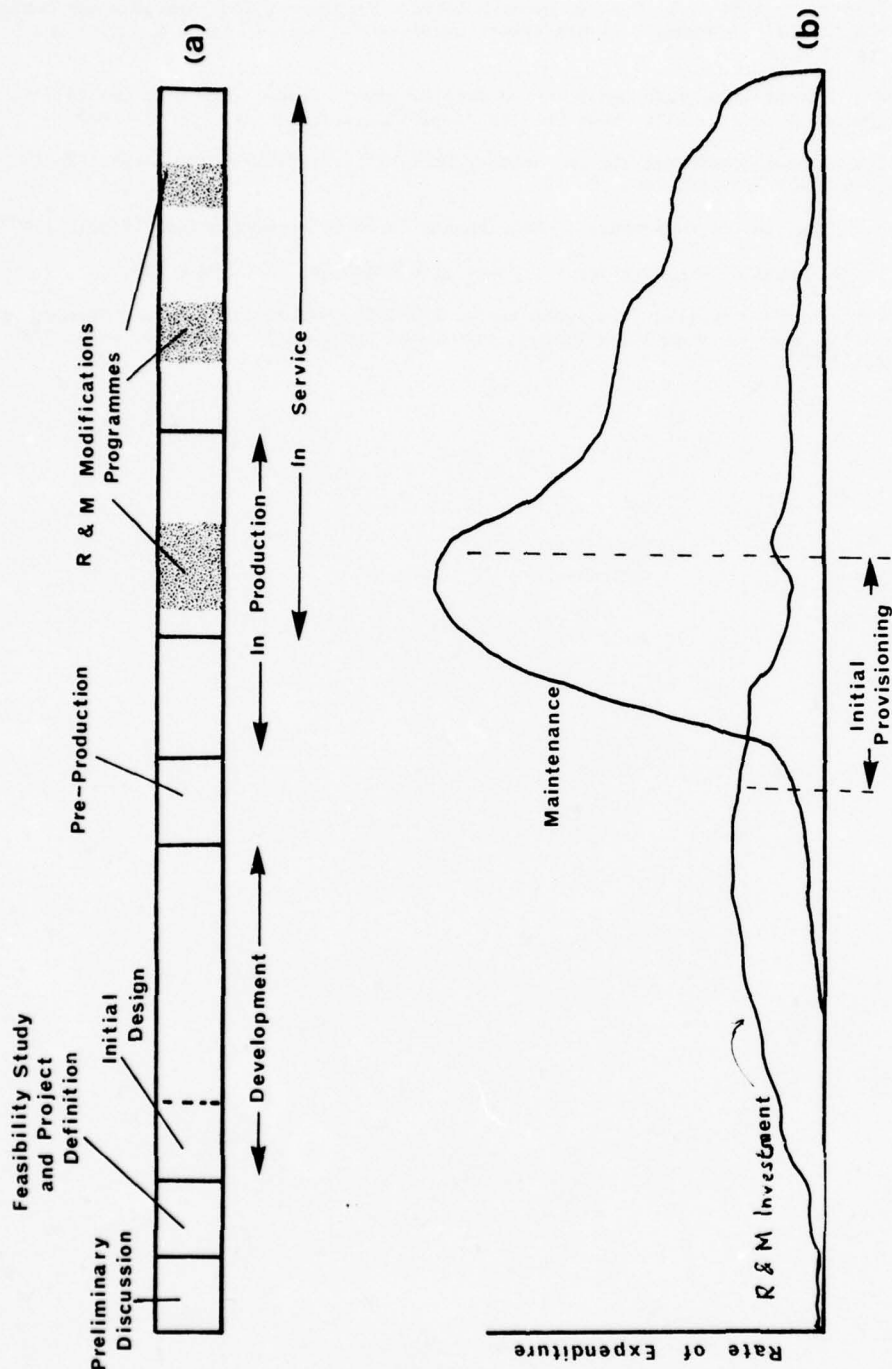 (a)
Preliminary
Discussion
Feasibility Study
and Project
Definition
Initial
Design
Pre-Production
R & M Modifications
Programmes
Development
In Production
In Service
(b)
Rate of Expenditure
R & M Investment
Maintenance
Initial
Provisioning